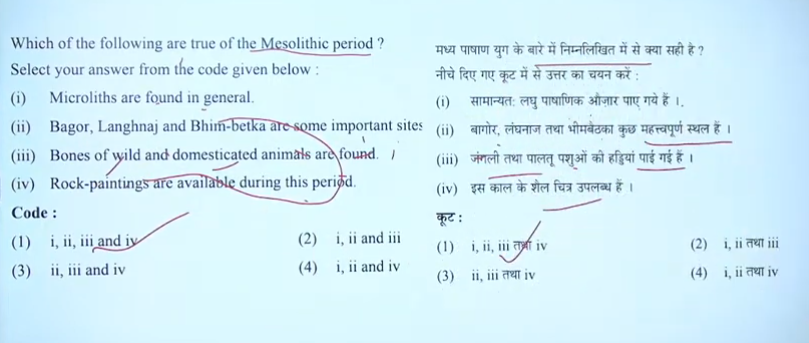 Which of the following are true of the Mesolithic period ?
Select your answer from the code given below :
(i) Microliths are found in general.
(ii) Bagor, Langhnaj and Bhim-betka are some important sites
(iii) Bones of wild and domesticated animals are found.
(iv) Rock-paintings are available during this period.
Code :
(1) i, ii, iii and iv
(2) i, ii and iii
(3) ii, iii and iv
(4) i, ii and iv
मध्य पाषाण युग के बारे में निम्नलिखित में से क्या सही है ?
नीचे दिए गए कूट में से उत्तर का चयन करें :
(i) सामान्यत: लघु पाषाणिक औज़ार पाए गये हैं ।.
(ii) बागोर, लंघनाज तथा भीमबेठका कुछ महत्त्वपूर्ण स्थल हैं ।
(iii) जंगली तथा पालतू पशुओं की हड्डियां पाई गई हैं ।
(iv) इस काल के शैल चित्र उपलब्ध हैं ।
कूट :
(1) i, ii, iii तथा iv
(2) i, ii तथा iii
(3) ii, iii तथा iv
(4) i, ii तथा iv